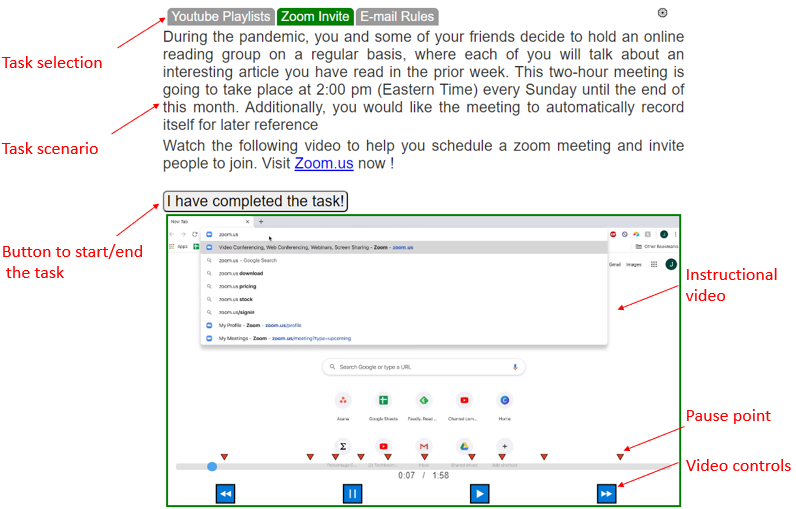 Youtube Playlists Zoom Invite E-mail Rules
Task selection
During the pandemic, you and some of your friends decide to hold an online
reading group on a regular basis, where each of you will talk about an
interesting article you have read in the prior week. This two-hour meeting is
going to take place at 2:00 pm (Eastern Time) every Sunday until the end of
this month. Additionally, you would like the meeting to automatically record
itself for later reference
Task scenario
Watch the following video to help you schedule a zoom meeting and invite
people to join. Visit Zoom.us now !
I have completed the task!
Button to start/end
the task
New Tab
zoom.us
Apps
Other Bookmarks
Video Conferencing, Web Conferencing, Webinars, Screen Sharing - Zoom - zoom.us
zoom.us - Google Search
Gmail Images
J
zoom.us download
zoom.us pricing
zoom.us stock
zoom.us/signin
My Profile - Zoom - zoom.us/profile
My Meetings - Zoom - zoom.us/meeting?type=upcoming
Instructional
video
Search Google or type a URL
Asana Google Sheets Feedly. Read ... Channel con... Home
Pause point
Video controls
0:07 / 1:58